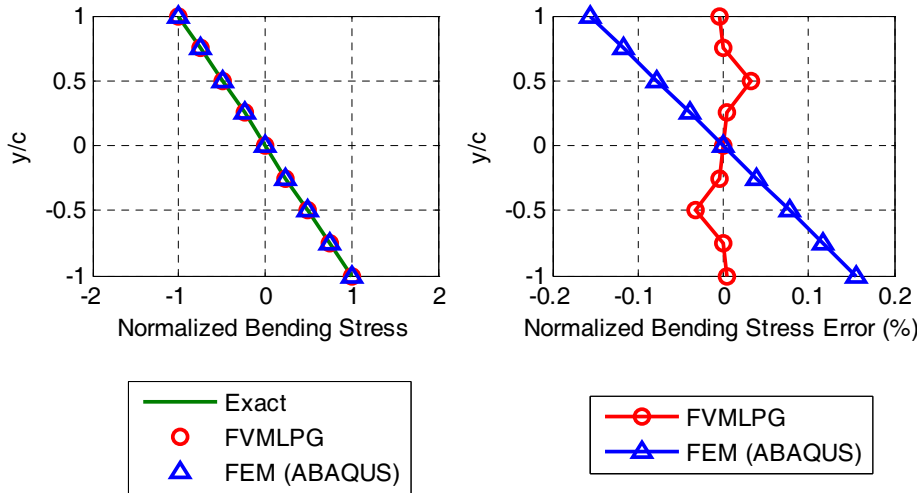 1
0.5
0
-0.5
-1
y/c
-2
-1
0
1
2
Normalized Bending Stress
1
0.5
0
-0.5
-1
y/c
-0.2
-0.1
0
0.1
0.2
Normalized Bending Stress Error (%)
Exact
FVMLPG
FEM (ABAQUS)
FVMLPG
FEM (ABAQUS)